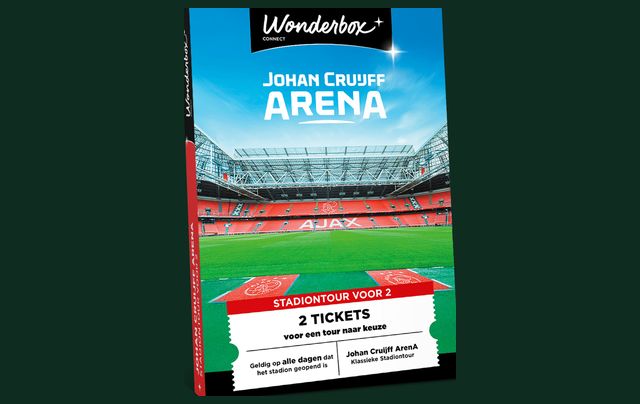 Wonderbox
CONNECT
JOHAN CRUIJFF
ARENA
AJAX
STADIONTOUR VOOR 2
2 TICKETS
voor een tour naar keuze
Geldig op alle dagen dat
het stadion geopend is
Johan Cruijff ArenA
Klassieke Stadiontour
Wonderbox
JOHAN CRUIJFF ARENA